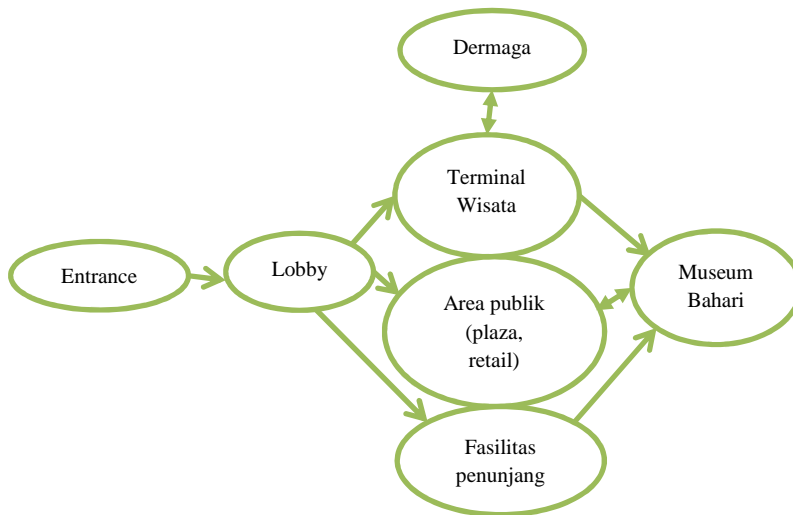 Dermaga
Terminal
Wisata
Entrance
Lobby
Area publik
(plaza,
retail)
Museum
Bahari
Fasilitas
penunjang